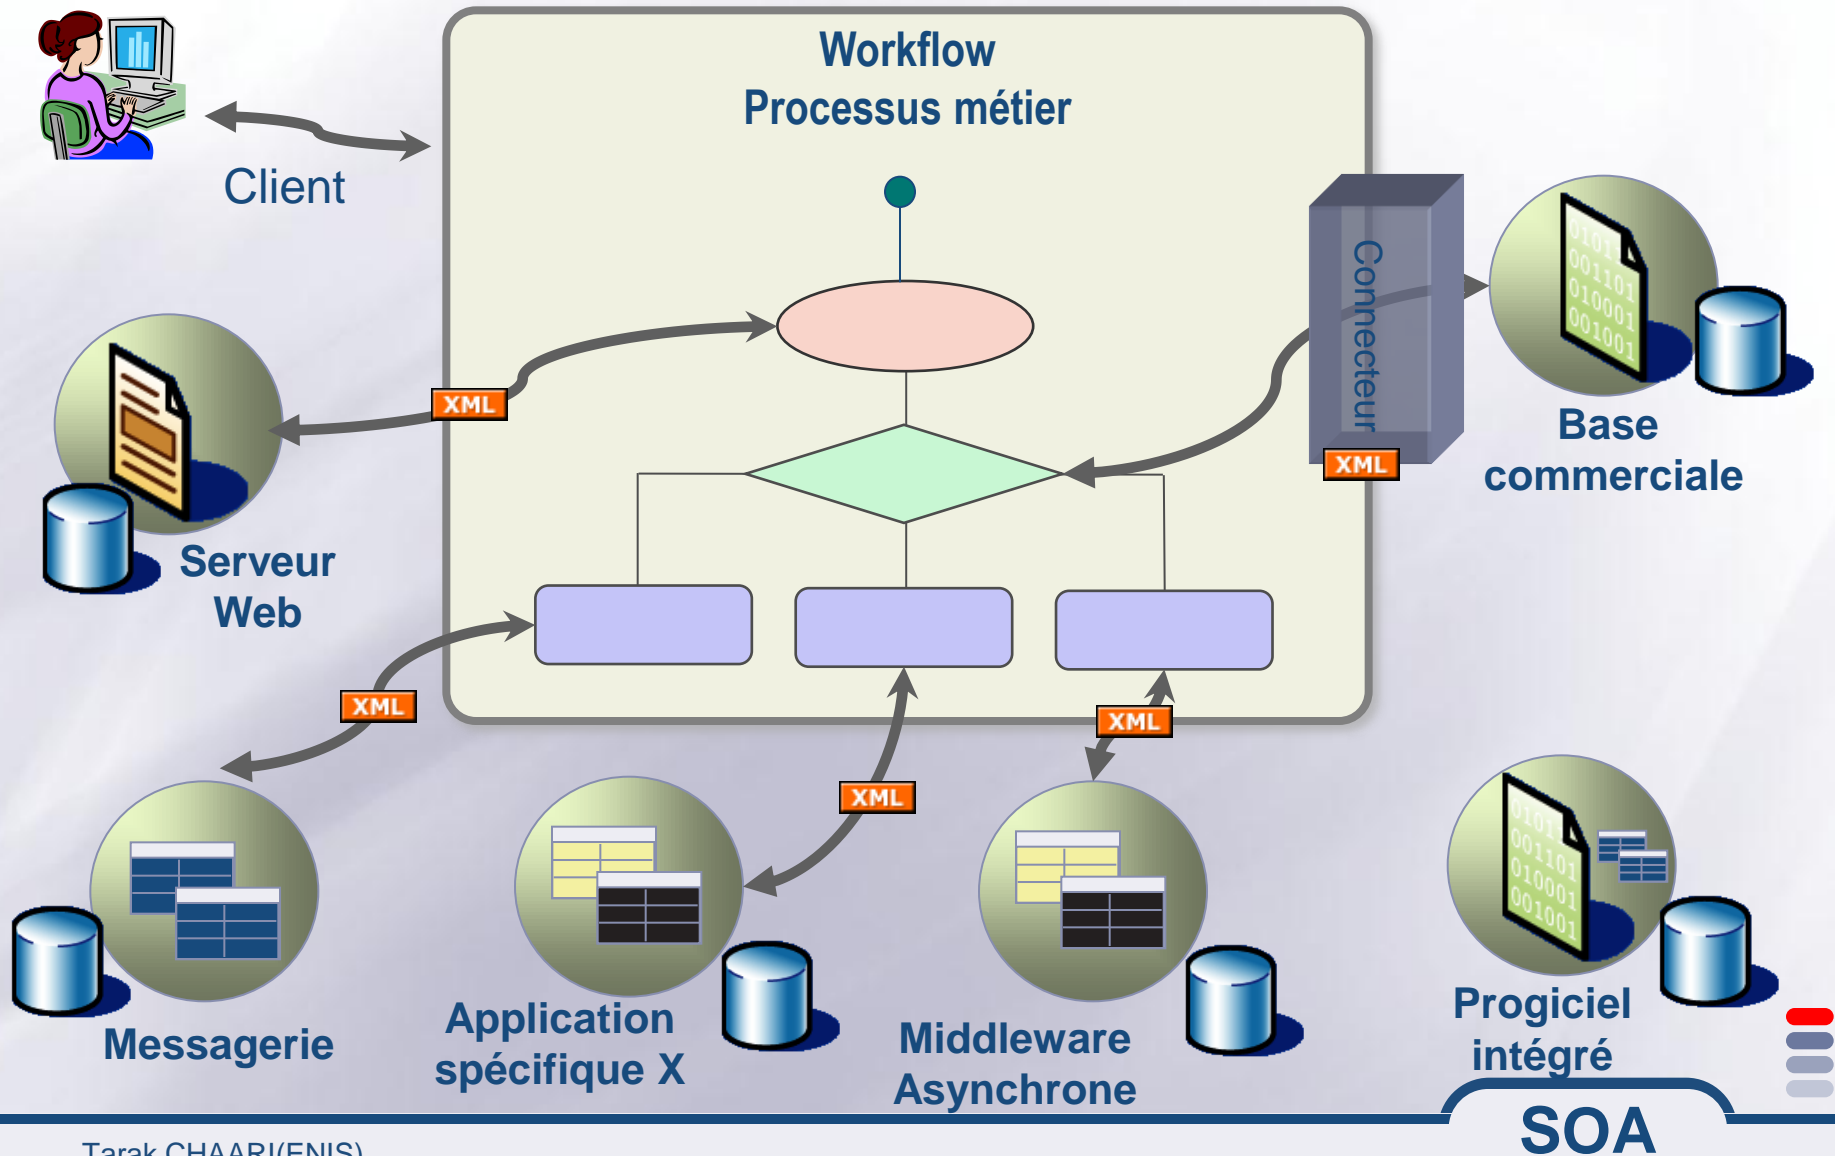 Workflow
Processus métier
Client
Connecteur
XML
XML
Base
commerciale
Serveur
Web
XML
XML
XML
Messagerie
Application
spécifique X
Middleware
Asynchrone
Progiciel
intégré
SOA
Tarak CHAARI(ENIS)